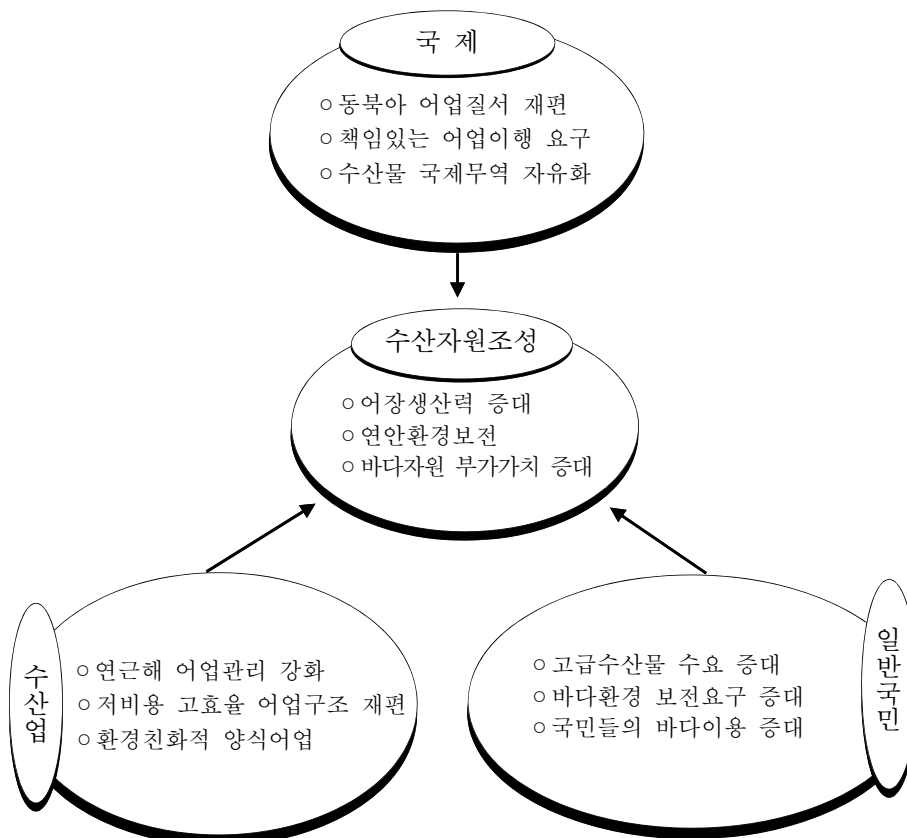 국 제
○ 동북아 어업질서 재편
○ 책임있는 어업이행 요구
○ 수산물 국제무역 자유화
수산자원조성
○ 어장생산력 증대
○ 연안환경보전
○ 바다자원 부가가치 증대
수산업
○ 연근해 어업관리 강화
○ 저비용 고효율 어업구조 재편
○ 환경친화적 양식어업
일반국민
○ 고급수산물 수요 증대
○ 바다환경 보전요구 증대
○ 국민들의 바다이용 증대